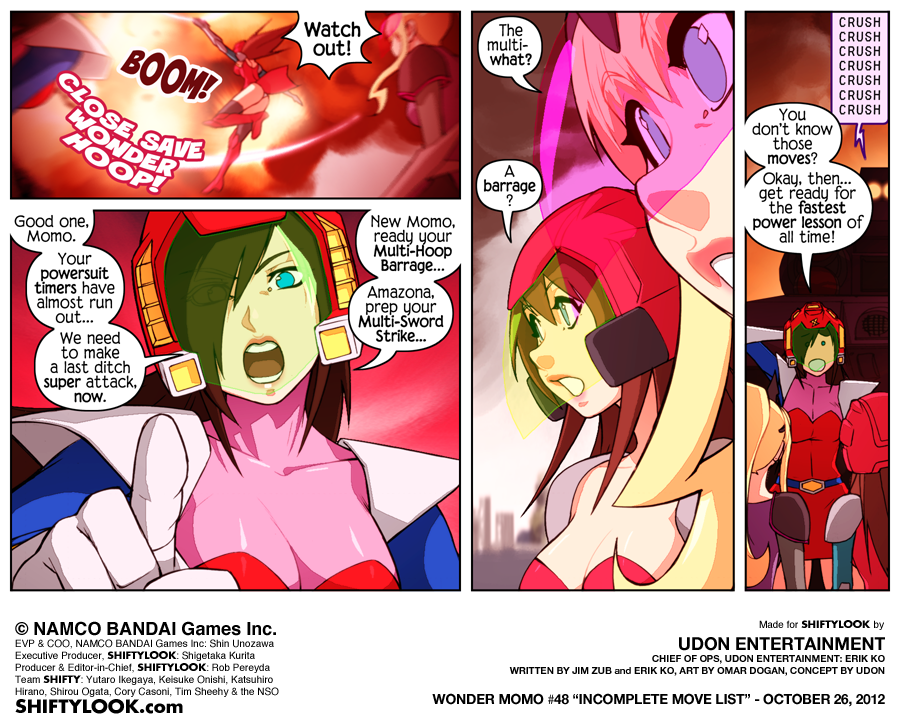 Watch
out!
BOOM!
CLOSE SAVE
WONDER
HOOP!
Good one,
Momo.
Your
powersuit
timers have
almost run
out...
We need
to make
a last ditch
super attack,
now.
New Momo,
ready your
Multi-Hoop
Barrage...
Amazona,
prep your
Multi-Sword
Strike...
The
multi-
what?
A
barrage
?
CRUSH
CRUSH
CRUSH
CRUSH
CRUSH
CRUSH
CRUSH
You
don't know
those
moves?
Okay, then...
get ready for
the fastest
power lesson of
all time!
© NAMCO BANDAI Games Inc.
EVP & COO, NAMCO BANDAI Games Inc: Shin Unozawa
Executive Producer, SHIFTYLOOK: Shigetaka Kurita
Producer & Editor-in-Chief, SHIFTYLOOK: Rob Pereyda
Team SHIFTY: Yutaro Ikegaya, Keisuke Onishi, Katsuhiro
Hirano, Shirou Ogata, Cory Casoni, Tim Sheehy & the NSO
SHIFTYLOOK.com
Made for SHIFTYLOOK by
UDON ENTERTAINMENT
CHIEF OF OPS, UDON ENTERTAINMENT: ERIK KO
WRITTEN BY JIM ZUB and ERIK KO, ART BY OMAR DOGAN, CONCEPT BY UDON
WONDER MOMO #48 "INCOMPLETE MOVE LIST" - OCTOBER 26, 2012